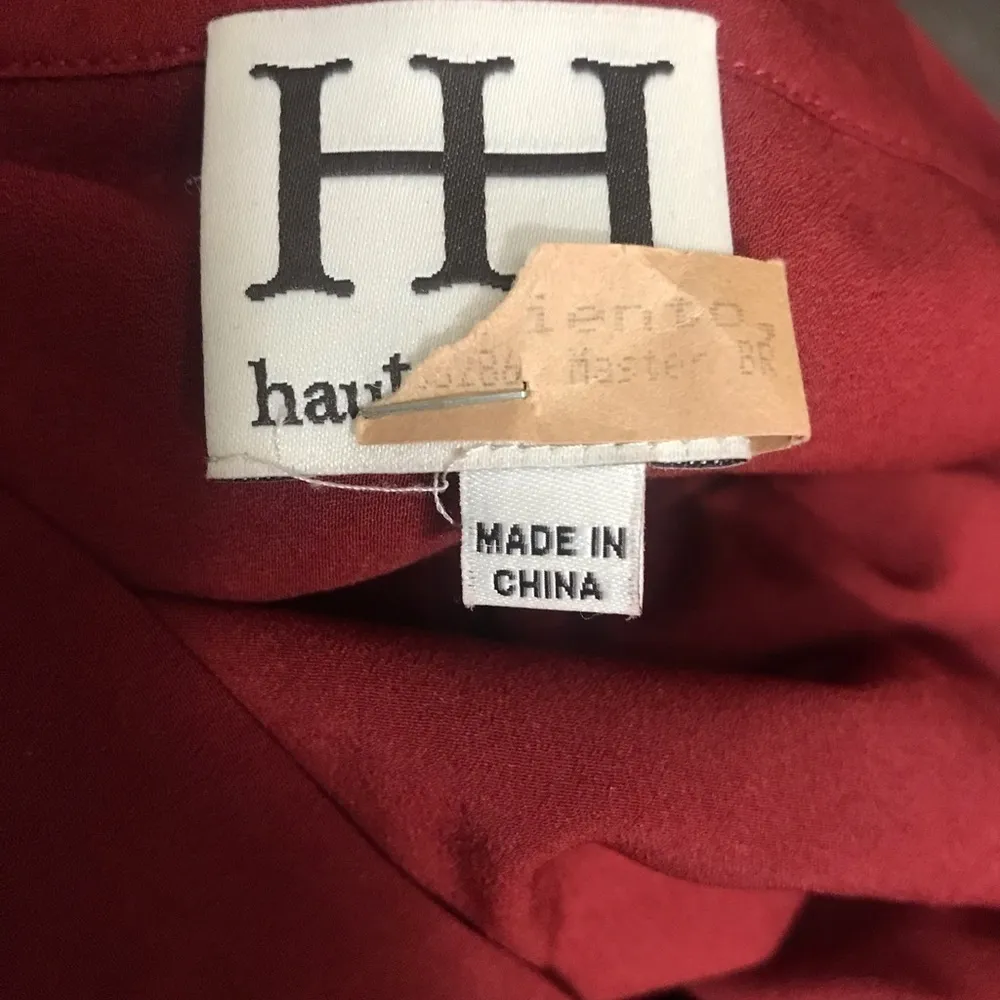 HH
haut
iento,
Master BR
MADE IN
CHINA